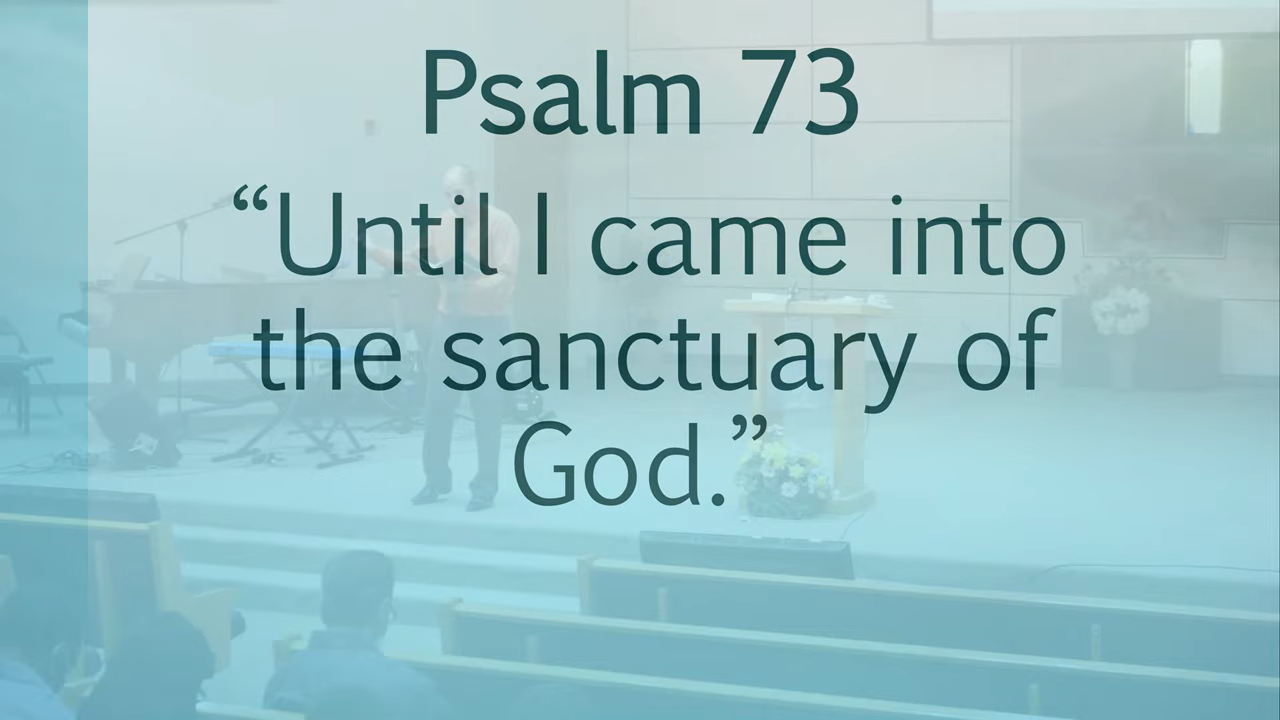 Psalm 73
“Until I came into
the sanctuary of
God.”